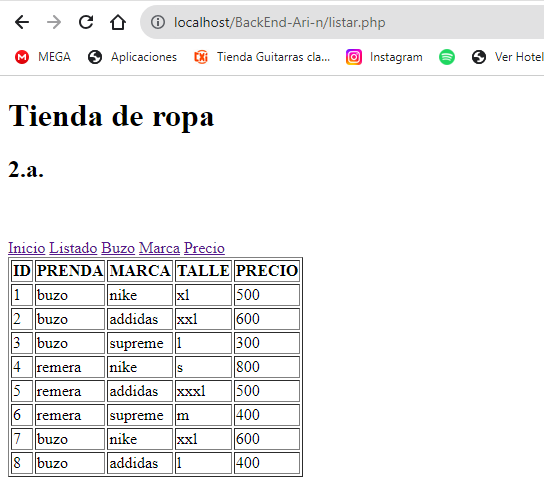 localhost/BackEnd-Ari-n/listar.php
MEGA Aplicaciones Tienda Guitarras cla... Instagram Ver Hotel
Tienda de ropa
2.a.
Inicio Listado Buzo Marca Precio
ID PRENDA MARCA TALLE PRECIO
1 buzo nike xl 500
2 buzo addidas xxl 600
3 buzo supreme l 300
4 remera nike s 800
5 remera addidas xxxl 500
6 remera supreme m 400
7 buzo nike xxl 600
8 buzo addidas l 400